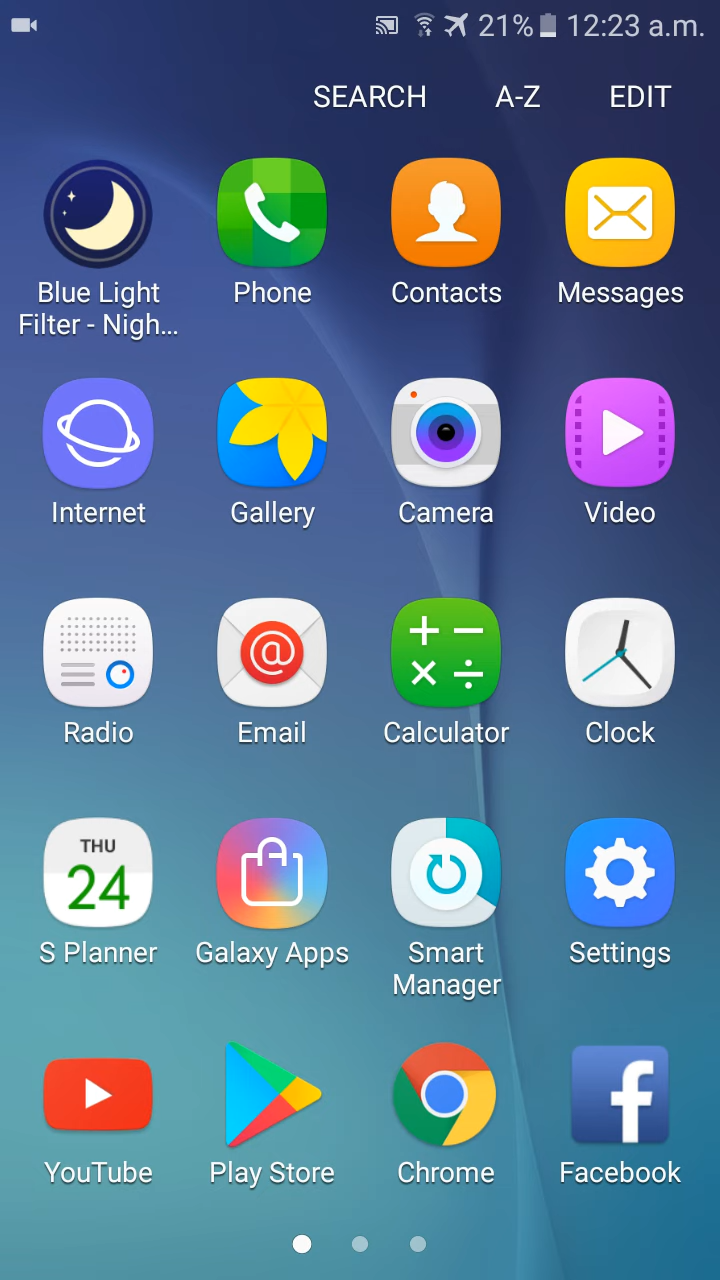 21% 12:23 a.m.
SEARCH A-Z EDIT
Blue Light
Filter - Nigh...
Phone
Contacts
Messages
Internet
Gallery
Camera
Video
Radio
@
Email
Calculator
Clock
THU
24
S Planner
Galaxy Apps
Smart
Manager
Settings
YouTube
Play Store
Chrome
f
Facebook